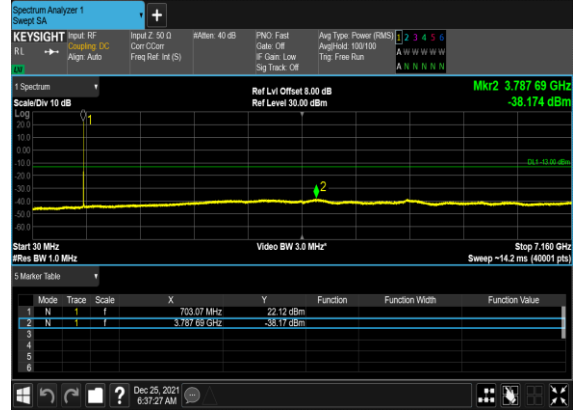 Spectrum Analyzer 1
Swept SA
+
KEYSIGHT
RL
Input: RF
Coupling: DC
Align: Auto
Input Z: 50 Ω
Corr CCorr
Freq Ref: Int (S)
#Atten: 40 dB
PNO: Fast
Gate: Off
IF Gain: Low
Sig Track: Off
Avg Type: Power (RMS)
Avg|Hold: 100/100
Trig: Free Run
1 2 3 4 5 6
A W W W W W
A N N N N N
1 Spectrum
Scale/Div 10 dB
Ref Lvl Offset 8.00 dB
Ref Level 30.00 dBm
Mkr2 3.787 69 GHz
-38.174 dBm
Log
20.0
10.0
0.00
-10.0
-20.0
-30.0
-40.0
-50.0
-60.0
1
2
DL1 -13.00 dBm
Start 30 MHz
#Res BW 1.0 MHz
Video BW 3.0 MHz*
Stop 7.160 GHz
Sweep ~14.2 ms (40001 pts)
5 Marker Table
Mode Trace Scale X Y Function Function Width Function Value
1 N 1 f 703.07 MHz 22.12 dBm
2 N 1 f 3.787 69 GHz -38.17 dBm
3
4
5
6
?
Dec 25, 2021
6:37:27 AM